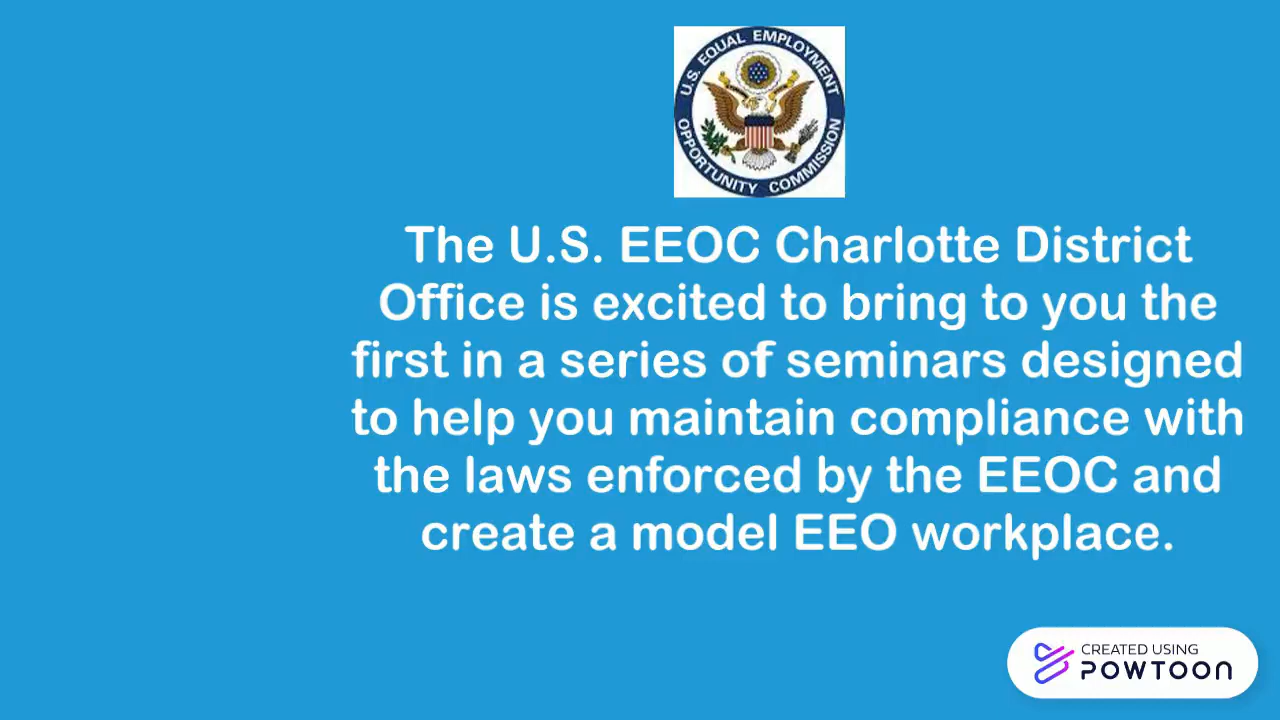 U.S. EQUAL EMPLOYMENT
OPPORTUNITY COMMISSION
The U.S. EEOC Charlotte District
Office is excited to bring to you the
first in a series of seminars designed
to help you maintain compliance with
the laws enforced by the EEOC and
create a model EEO workplace.
CREATED USING
POWTOON